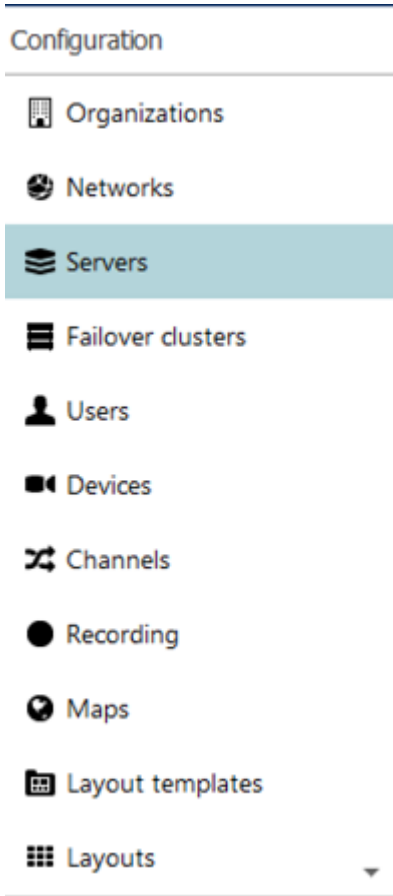 Configuration
Organizations
Networks
Servers
Failover clusters
Users
Devices
Channels
Recording
Maps
Layout templates
Layouts